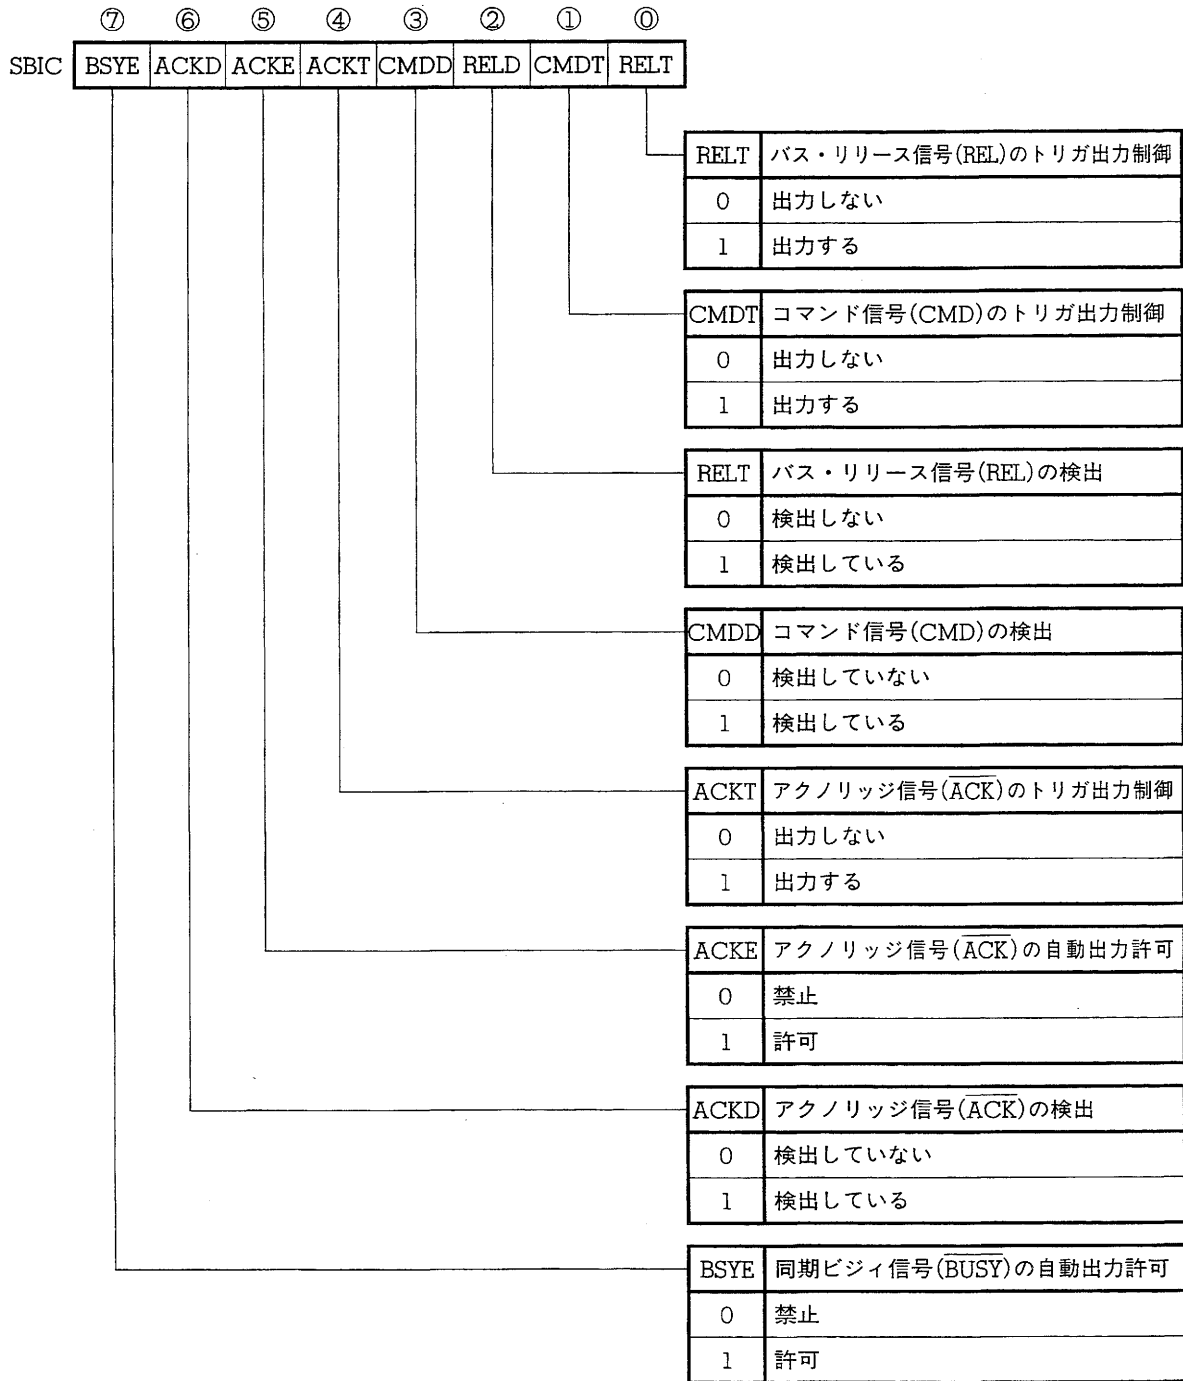 ⑦ ⑥ ⑤ ④ ③ ② ① ⓪
SBIC BSYE ACKD ACKE ACKT CMDD RELD CMDT RELT
RELT バス・リリース信号(REL)のトリガ出力制御
0 出力しない
1 出力する
CMDT コマンド信号(CMD)のトリガ出力制御
0 出力しない
1 出力する
RELT バス・リリース信号(REL)の検出
0 検出しない
1 検出している
CMDD コマンド信号(CMD)の検出
0 検出していない
1 検出している
ACKT アクノリッジ信号(A̅C̅K̅)のトリガ出力制御
0 出力しない
1 出力する
ACKE アクノリッジ信号(A̅C̅K̅)の自動出力許可
0 禁止
1 許可
ACKD アクノリッジ信号(A̅C̅K̅)の検出
0 検出していない
1 検出している
BSYE 同期ビジィ信号(B̅U̅S̅Y̅)の自動出力許可
0 禁止
1 許可